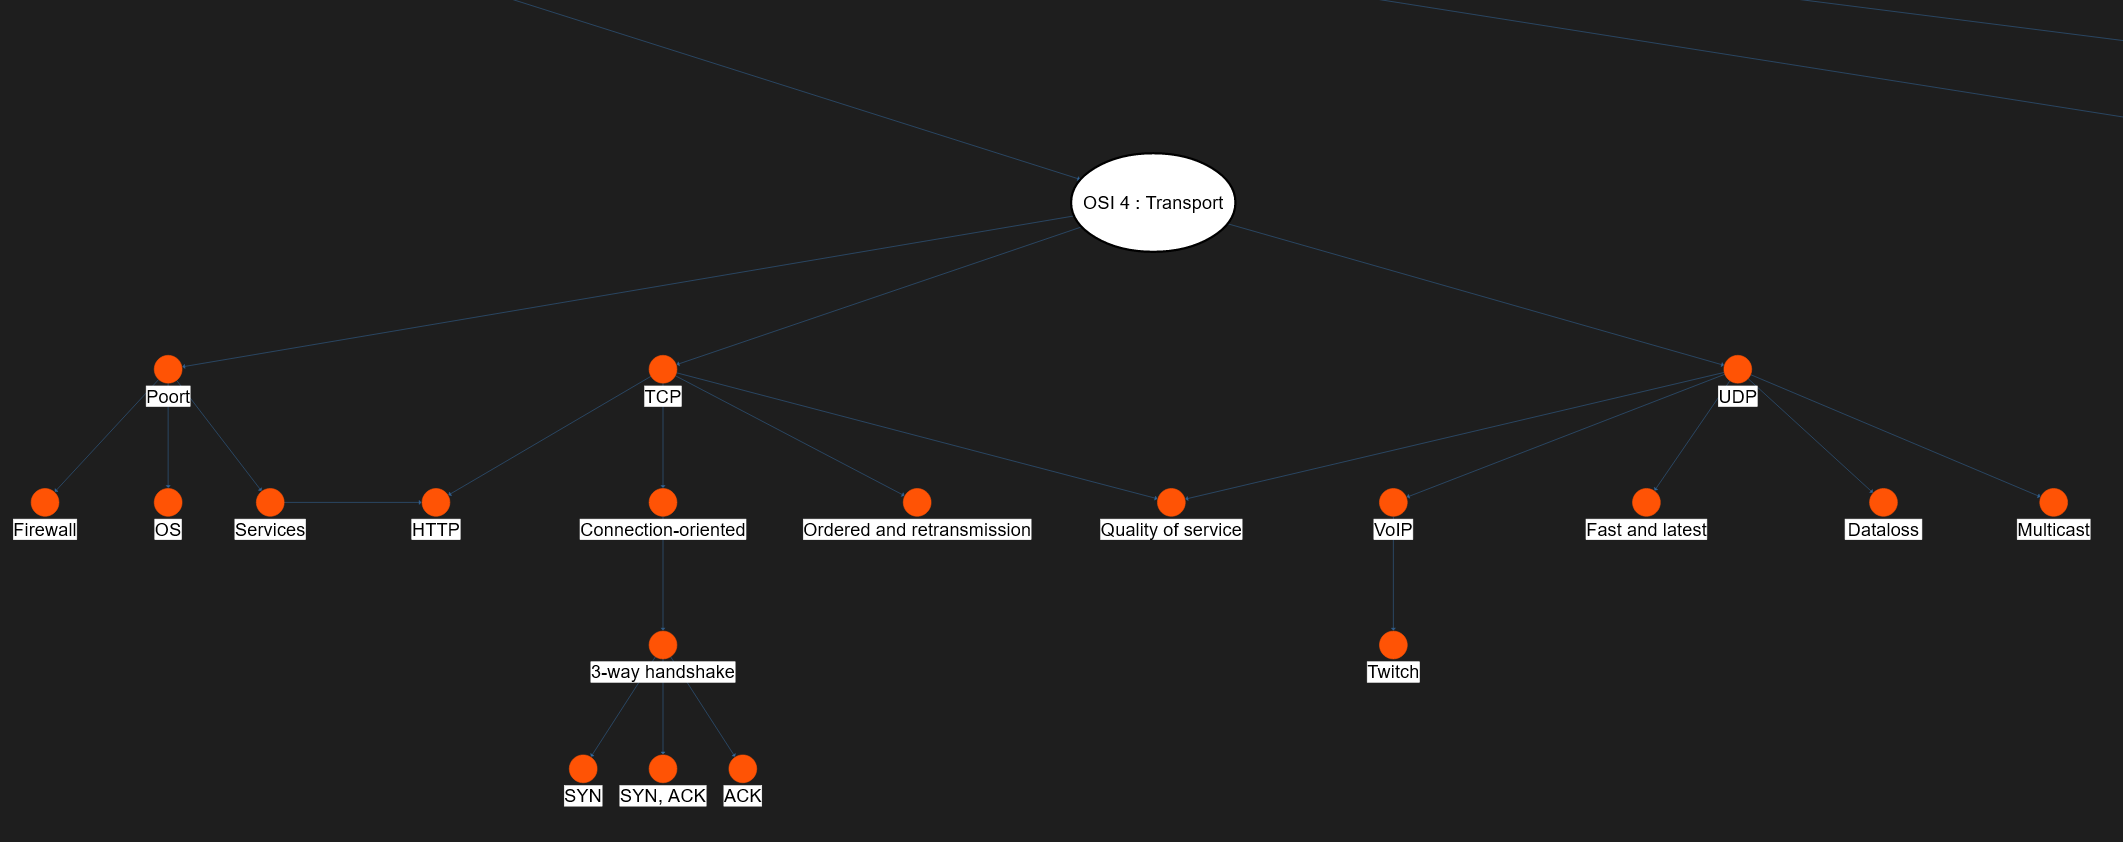 OSI 4 : Transport
Poort
TCP
UDP
Firewall
OS
Services
HTTP
Connection-oriented
Ordered and retransmission
Quality of service
VoIP
Fast and latest
Dataloss
Multicast
3-way handshake
Twitch
SYN
SYN, ACK
ACK